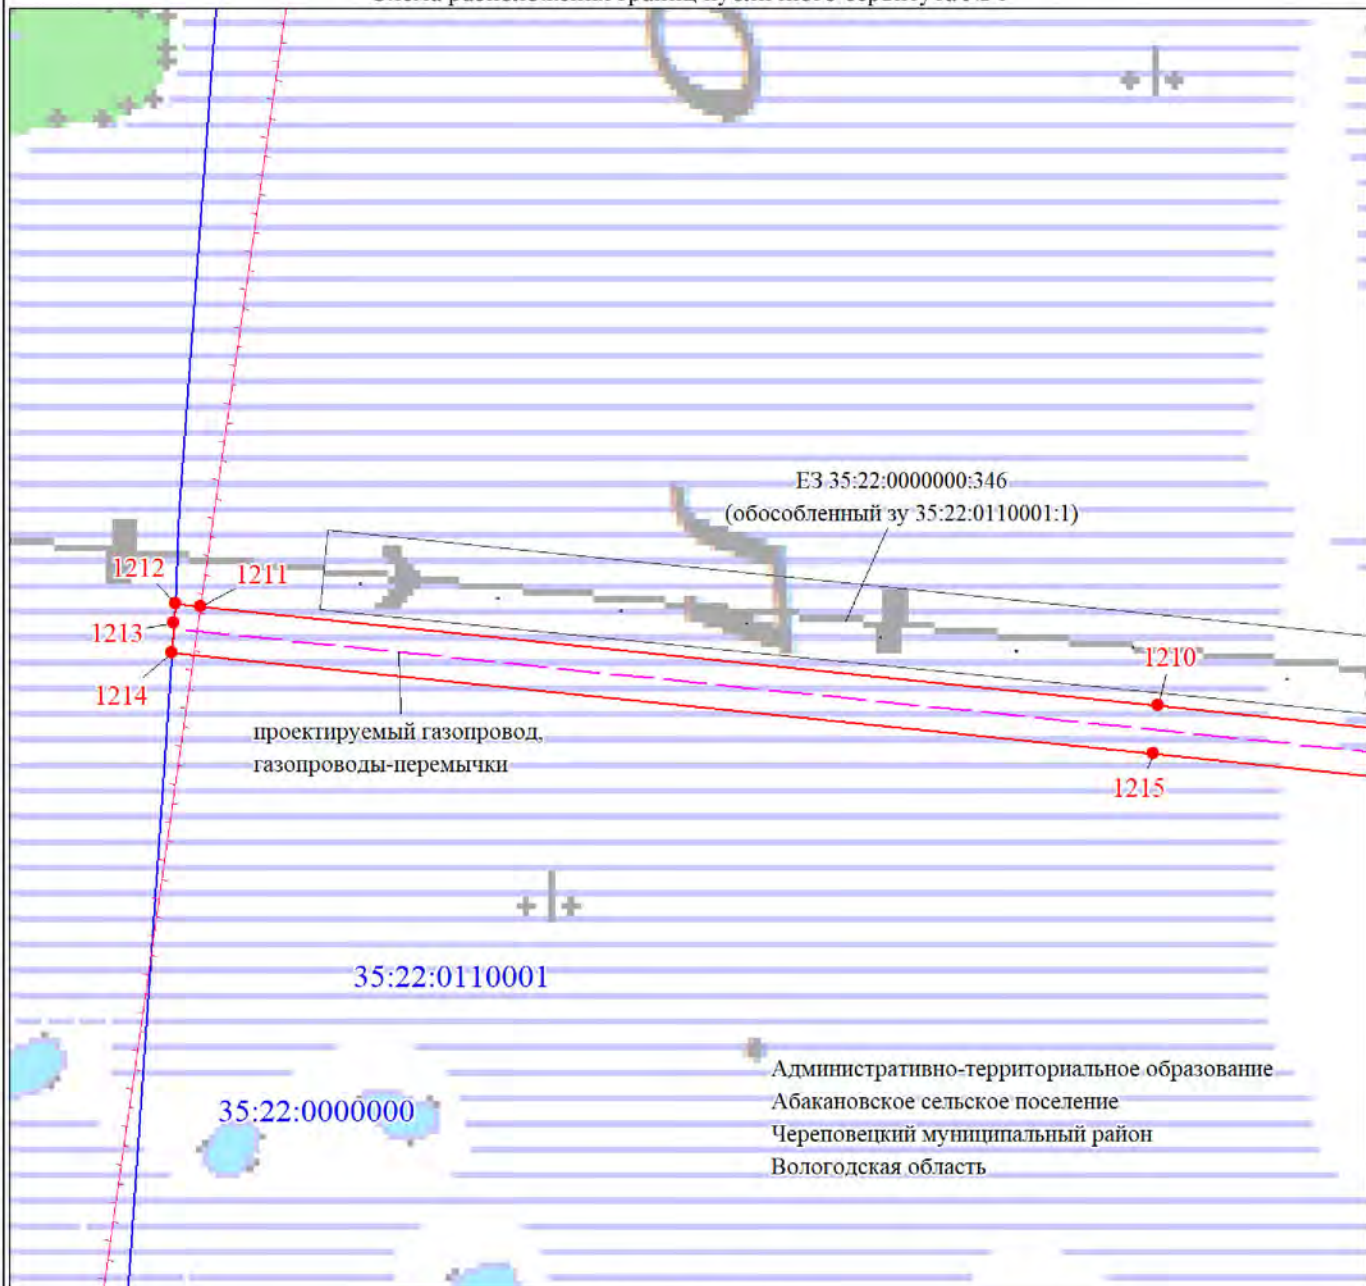 ЕЗ 35:22:0000000:346
(обособленный зу 35:22:0110001:1)
1212
1211
1213
1210
1214
проектируемый газопровод,
газопроводы-перемычки
1215
35:22:0110001
Административно-территориальное образование
Абакановское сельское поселение
Череповецкий муниципальный район
Вологодская область
35:22:0000000